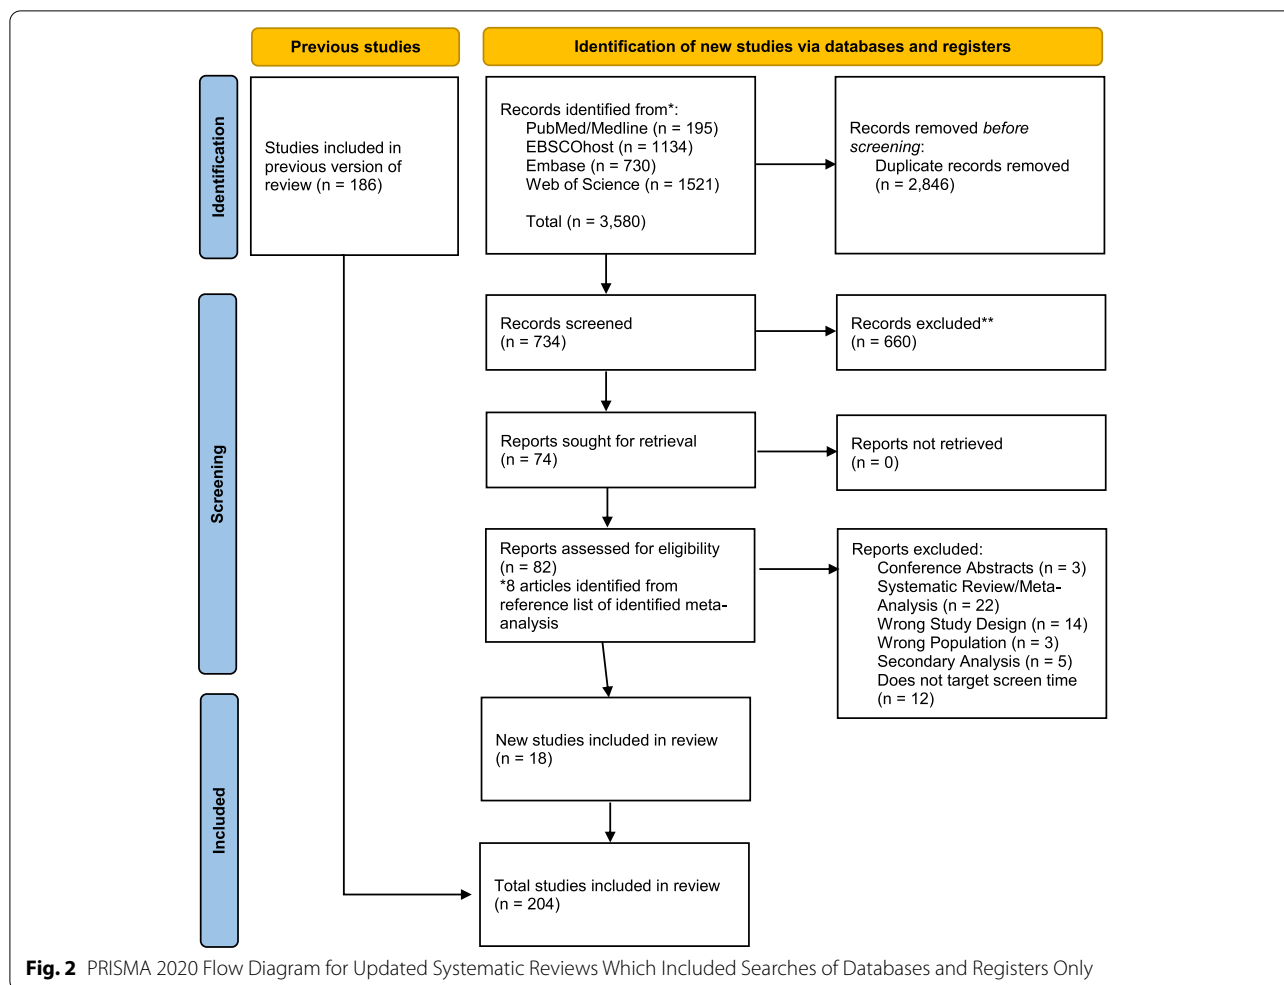 Previous studies
Identification of new studies via databases and registers
Identification
Studies included in
previous version of
review (n = 186)
Records identified from*:
PubMed/Medline (n = 195)
EBSCOhost (n = 1134)
Embase (n = 730)
Web of Science (n = 1521)
Total (n = 3,580)
Records removed before
screening:
Duplicate records removed
(n = 2,846)
Screening
Records screened
(n = 734)
Records excluded**
(n = 660)
Reports sought for retrieval
(n = 74)
Reports not retrieved
(n = 0)
Reports assessed for eligibility
(n = 82)
*8 articles identified from
reference list of identified meta-
analysis
Reports excluded:
Conference Abstracts (n = 3)
Systematic Review/Meta-
Analysis (n = 22)
Wrong Study Design (n = 14)
Wrong Population (n = 3)
Secondary Analysis (n = 5)
Does not target screen time
(n = 12)
Included
New studies included in review
(n = 18)
Total studies included in review
(n = 204)
Fig. 2 PRISMA 2020 Flow Diagram for Updated Systematic Reviews Which Included Searches of Databases and Registers Only